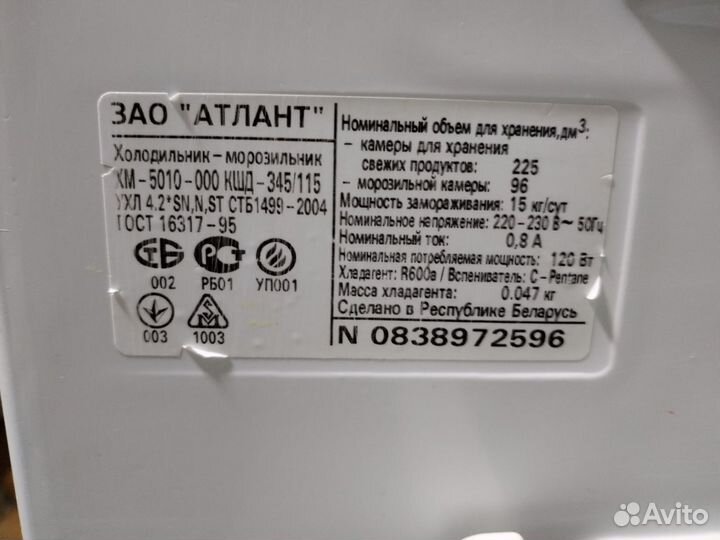 ЗАО "АТЛАНТ"
Холодильник-морозильник
ХМ-5010-000 КШД-345/115
УХЛ 4.2*SN,N,ST СТБ1499-2004
ГОСТ 16317-95
002 РБ01 УП001
003 1003
Номинальный объем для хранения,дм³:
- камеры для хранения
свежих продуктов: 225
- морозильной камеры: 96
Мощность замораживания: 15 кг/сут
Номинальное напряжение: 220-230 В~ 50Гц
Номинальный ток: 0,8 А
Номинальная потребляемая мощность: 120 Вт
Хладагент: R600a/Вспениватель: C-Pentane
Масса хладагента: 0.047 кг
Сделано в Республике Беларусь
N 0838972596
Avito